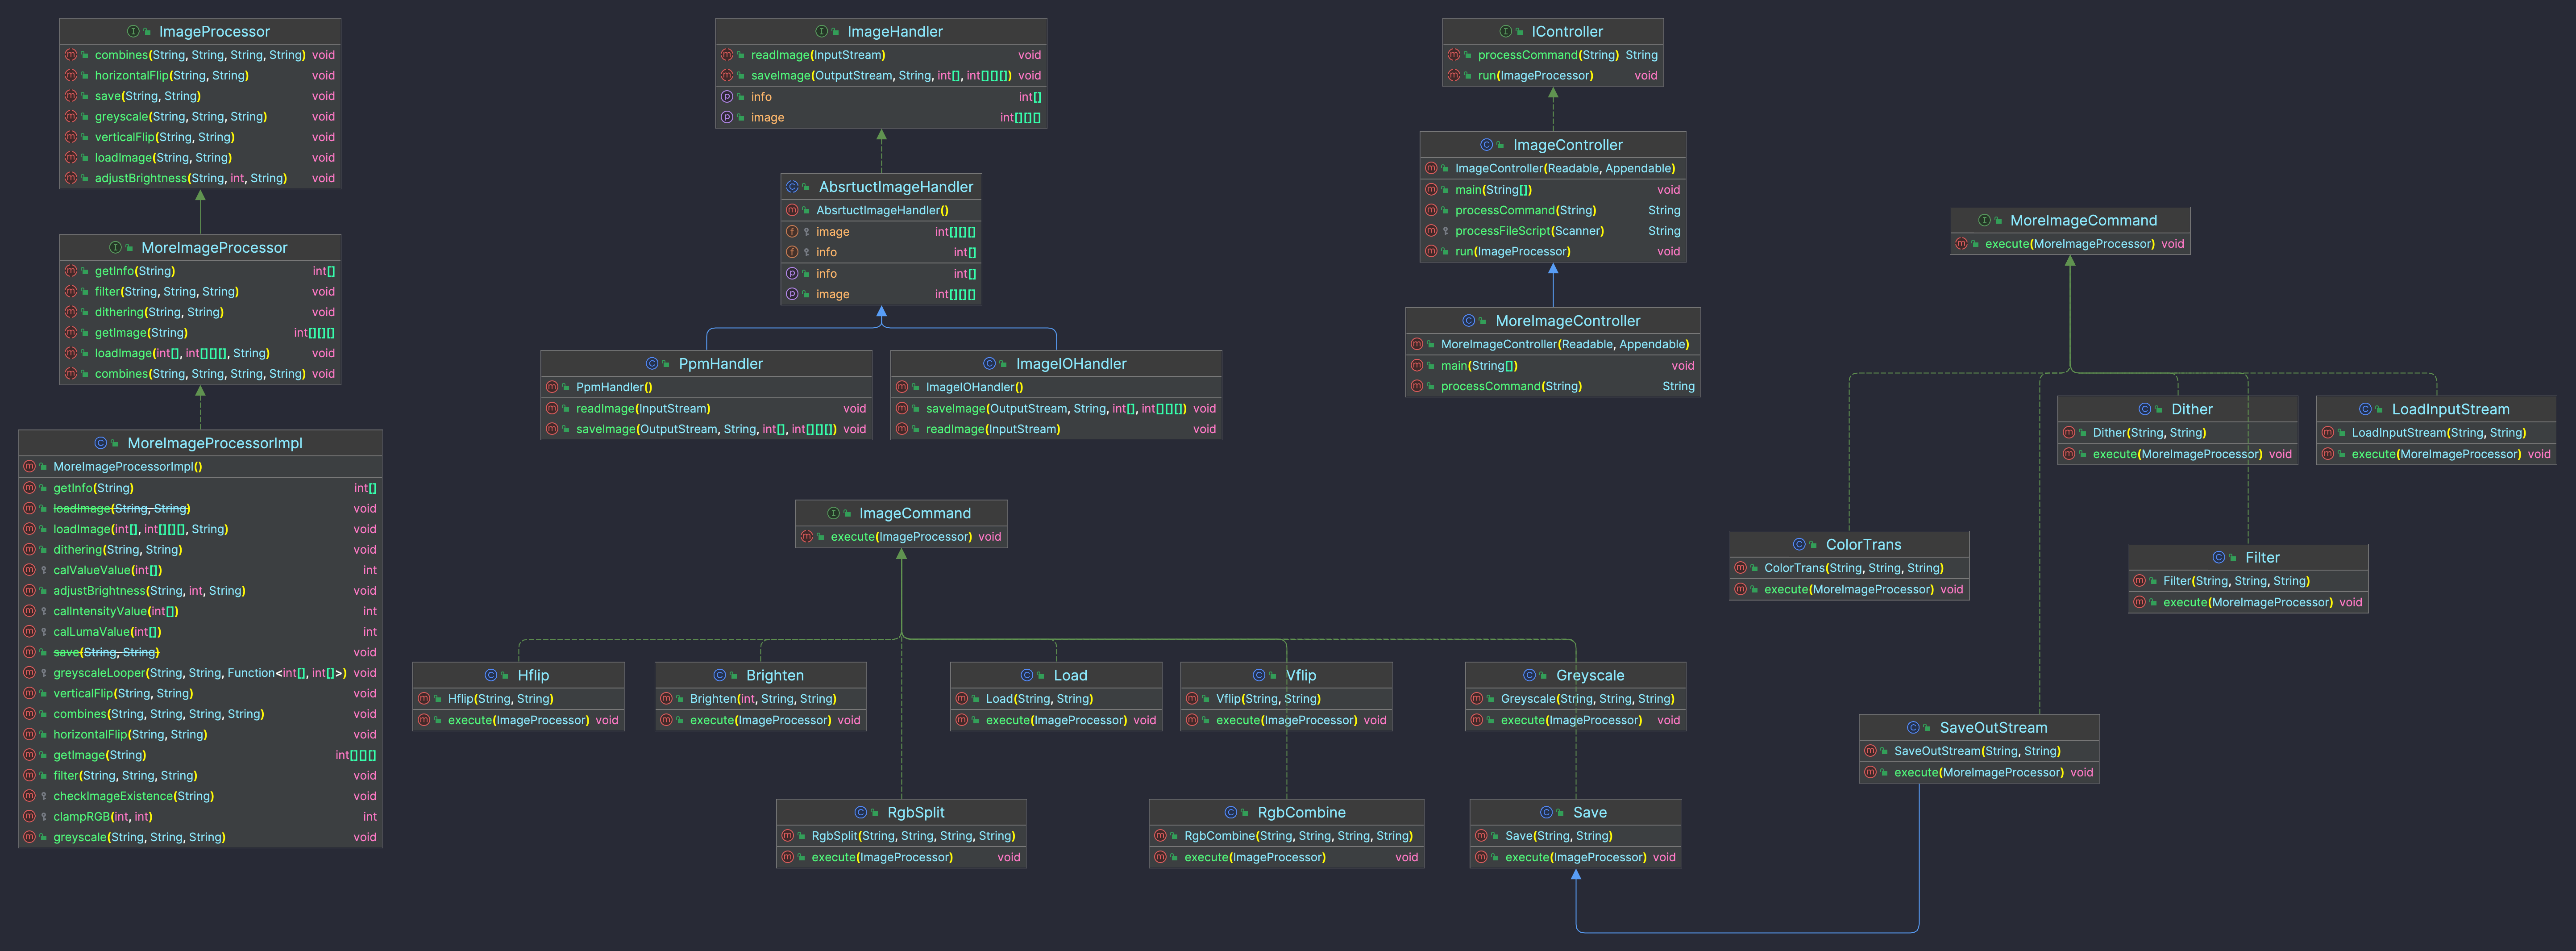 ImageProcessor
combines(String, String, String, String) void
horizontalFlip(String, String) void
save(String, String) void
greyscale(String, String, String) void
verticalFlip(String, String) void
loadImage(String, String) void
adjustBrightness(String, int, String) void
MoreImageProcessor
getInfo(String) int[]
filter(String, String, String) void
dithering(String, String) void
getImage(String) int[][][]
loadImage(int[], int[][][], String) void
combines(String, String, String, String) void
MoreImageProcessorImpl
MoreImageProcessorImpl()
getInfo(String) int[]
loadImage(String, String) void
loadImage(int[], int[][][], String) void
dithering(String, String) void
calValueValue(int[]) int
adjustBrightness(String, int, String) void
calIntensityValue(int[]) int
calLumaValue(int[]) int
save(String, String) void
greyscaleLooper(String, String, Function<int[], int[]>) void
verticalFlip(String, String) void
combines(String, String, String, String) void
horizontalFlip(String, String) void
getImage(String) int[][][]
filter(String, String, String) void
checkImageExistence(String) void
clampRGB(int, int) int
greyscale(String, String, String) void
ImageHandler
readImage(InputStream) void
saveImage(OutputStream, String, int[], int[][][]) void
info int[]
image int[][][]
AbsrtuctImageHandler
AbsrtuctImageHandler()
image int[][][]
info int[]
info int[]
image int[][][]
PpmHandler
PpmHandler()
readImage(InputStream) void
saveImage(OutputStream, String, int[], int[][][]) void
ImageIOHandler
ImageIOHandler()
saveImage(OutputStream, String, int[], int[][][]) void
readImage(InputStream) void
IController
processCommand(String) String
run(ImageProcessor) void
ImageController
ImageController(Readable, Appendable)
main(String[]) void
processCommand(String) String
processFileScript(Scanner) String
run(ImageProcessor) void
MoreImageController
MoreImageController(Readable, Appendable)
main(String[]) void
processCommand(String) String
ImageCommand
execute(ImageProcessor) void
Hflip
Hflip(String, String)
execute(ImageProcessor) void
Brighten
Brighten(int, String, String)
execute(ImageProcessor) void
Load
Load(String, String)
execute(ImageProcessor) void
Vflip
Vflip(String, String)
execute(ImageProcessor) void
Greyscale
Greyscale(String, String, String)
execute(ImageProcessor) void
RgbSplit
RgbSplit(String, String, String, String)
execute(ImageProcessor) void
RgbCombine
RgbCombine(String, String, String, String)
execute(ImageProcessor) void
Save
Save(String, String)
execute(ImageProcessor) void
MoreImageCommand
execute(MoreImageProcessor) void
Dither
Dither(String, String)
execute(MoreImageProcessor) void
LoadInputStream
LoadInputStream(String, String)
execute(MoreImageProcessor) void
ColorTrans
ColorTrans(String, String, String)
execute(MoreImageProcessor) void
Filter
Filter(String, String, String)
execute(MoreImageProcessor) void
SaveOutStream
SaveOutStream(String, String)
execute(MoreImageProcessor) void